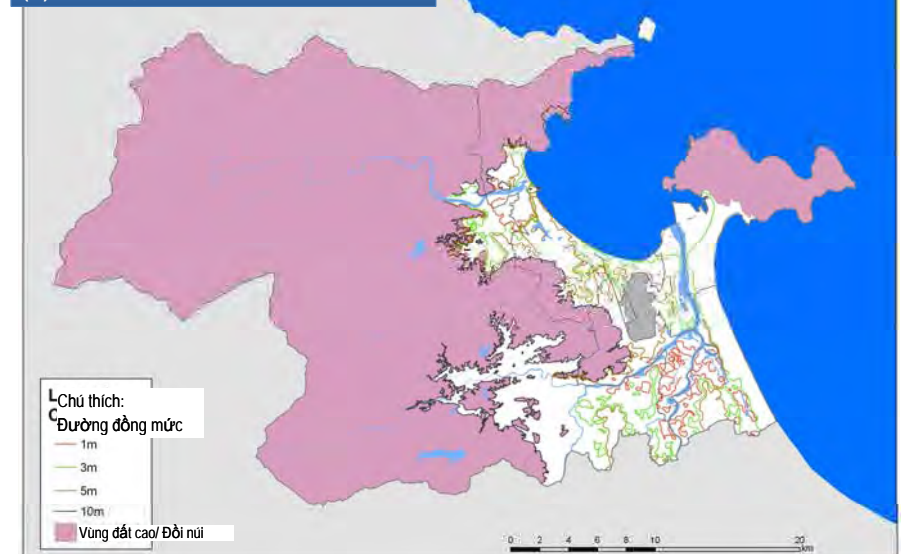 L
Chú thích:
C
Đường đồng mức
1m
3m
5m
10m
Vùng đất cao/ Đồi núi
0 2 4 6 8 10 20
km